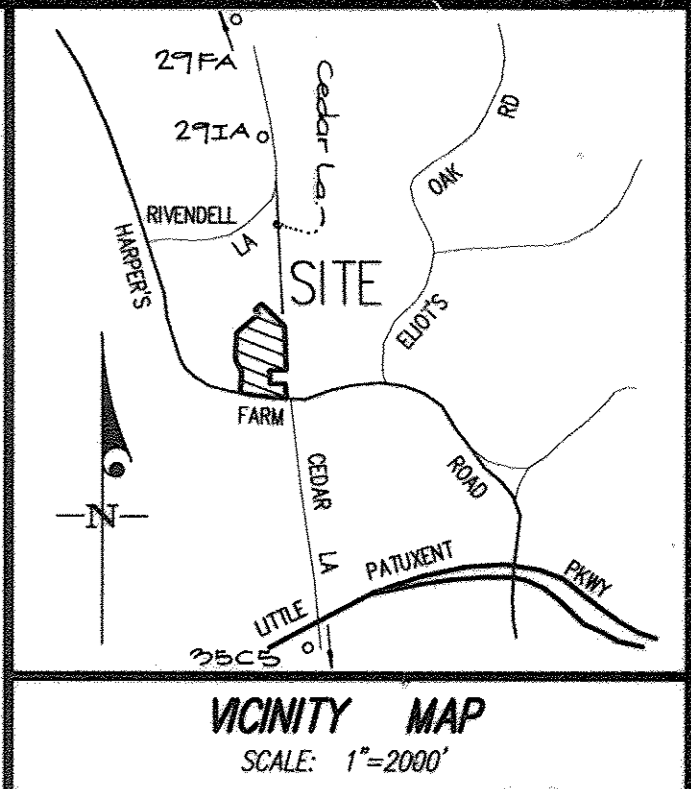 29FA
29IA
Cedar La
RD
OAK
RIVENDELL
LA
HARPER'S
SITE
ELIOT'S
FARM
CEDAR
LA
ROAD
N
PATUXENT
PKWY
LITTLE
35C5
VICINITY MAP
SCALE: 1"=2000'